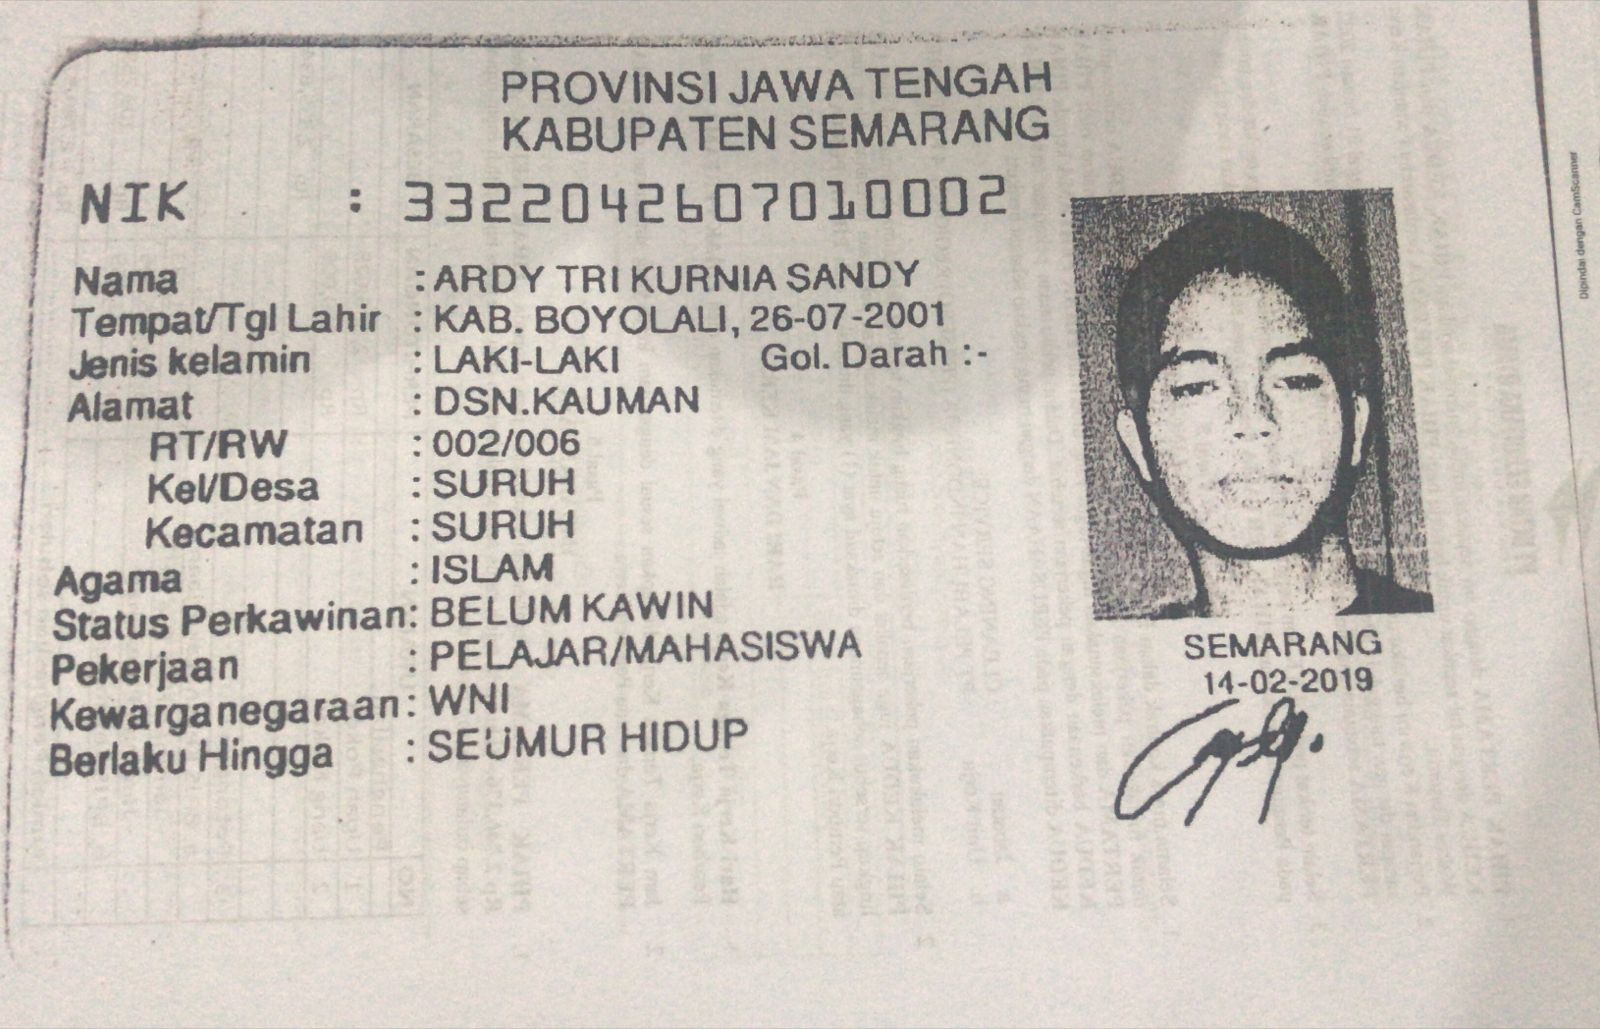 PROVINSI JAWA TENGAH
KABUPATEN SEMARANG
NIK : 3322042607010002
Nama : ARDY TRI KURNIA SANDY
Tempat/Tgl Lahir : KAB. BOYOLALI, 26-07-2001
Jenis kelamin : LAKI-LAKI Gol. Darah :-
Alamat : DSN.KAUMAN
RT/RW : 002/006
Kel/Desa : SURUH
Kecamatan : SURUH
Agama : ISLAM
Status Perkawinan: BELUM KAWIN
Pekerjaan : PELAJAR/MAHASISWA
Kewarganegaraan: WNI
Berlaku Hingga : SEUMUR HIDUP
SEMARANG
14-02-2019
Dipindai dengan CamScanner